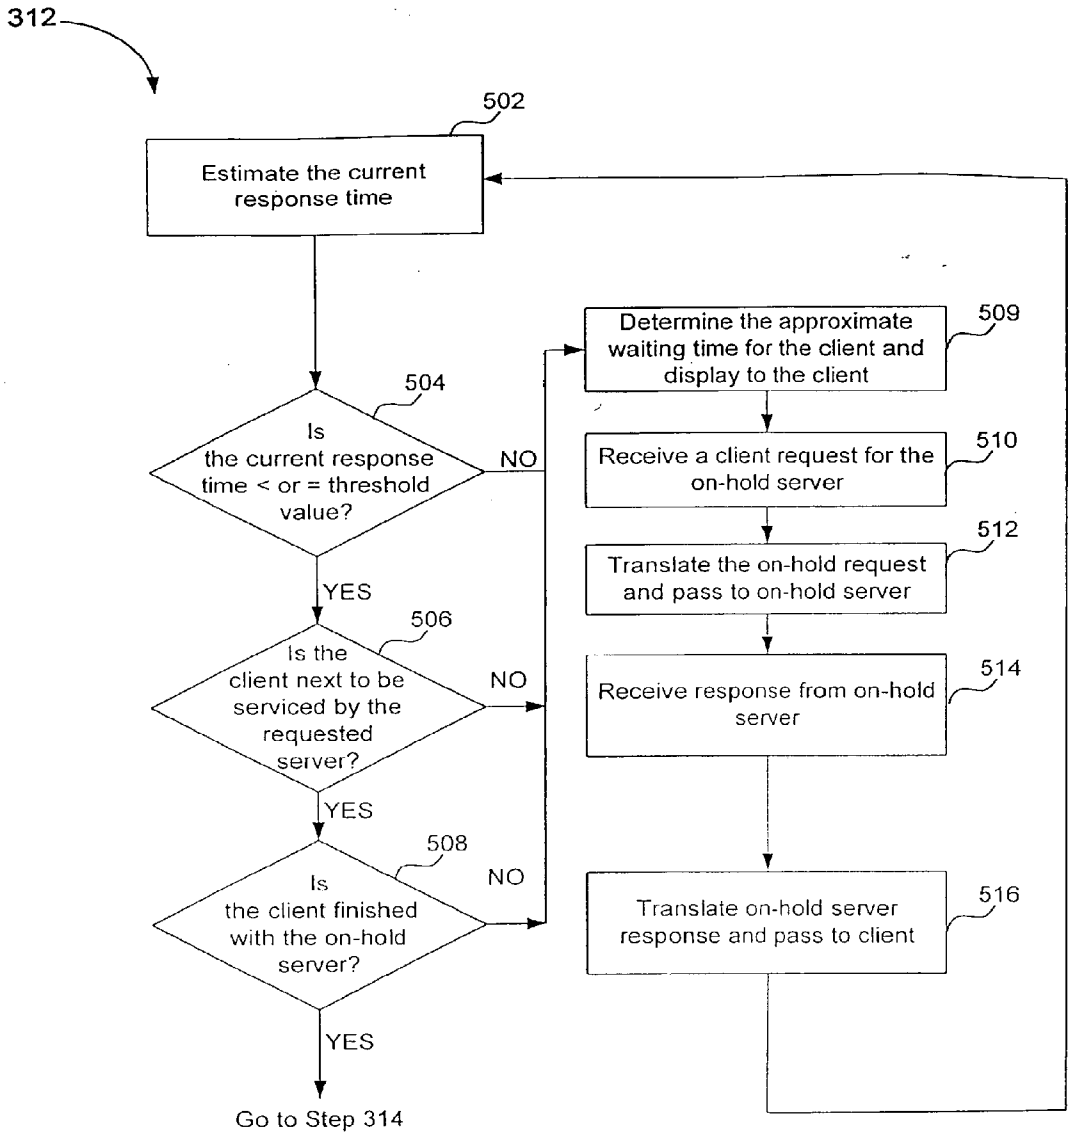 312
502
Estimate the current
response time
504
Is
the current response
time < or = threshold
value?
NO
YES
506
Is the
client next to be
serviced by the
requested
server?
NO
YES
508
Is
the client finished
with the on-hold
server?
NO
YES
Go to Step 314
509
Determine the approximate
waiting time for the client and
display to the client
510
Receive a client request for the
on-hold server
512
Translate the on-hold request
and pass to on-hold server
514
Receive response from on-hold
server
516
Translate on-hold server
response and pass to client